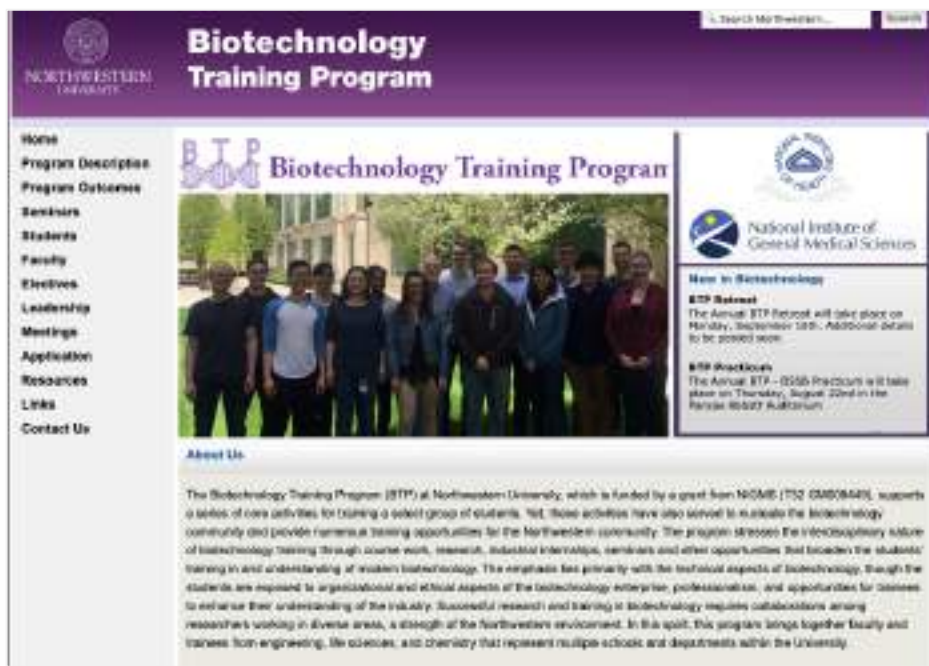 Search Northwestern...
Search
NORTHWESTERN
UNIVERSITY
Biotechnology
Training Program
Home
Program Description
Program Outcomes
Seminars
Students
Faculty
Electives
Leadership
Meetings
Application
Resources
Links
Contact Us
BTP
Biotechnology Training Progran
National Institute of
General Medical Sciences
New in Biotechnology
BTP Retreat
The Annual BTP Retreat will take place on
Monday, September Additional details
to be posted soon
BTP Practicum
The Annual BTP - Practicum will take
place on Thursday, August 22nd in the
Auditorium
About Us
The Biotechnology Training Program (BTP) at Northwestern University, which is funded by a grant from NIGMS (T32 GM008449), supports
a series of core activities for training a select group of students. Yet, those activities have also served to the biotechnology
community and provide numerous training opportunities for the Northwestern community. The program stresses the interdisciplinary nature
of biotechnology training through course work, research, industrial internships, seminars and other opportunities that broaden the students'
training in and understanding of modern biotechnology. The emphasis lies primarily with the technical aspects of biotechnology, though the
students are exposed to organizational and ethical aspects of the biotechnology enterprise, professionalism, and opportunities for trainees
to enhance their understanding of the industry. Successful research and training in biotechnology requires collaborations among
researchers working in diverse areas, a strength of the Northwestern environment. In this spirit, this program brings together faculty and
trainees from engineering, life sciences, and chemistry that represent multiple schools and departments within the University.